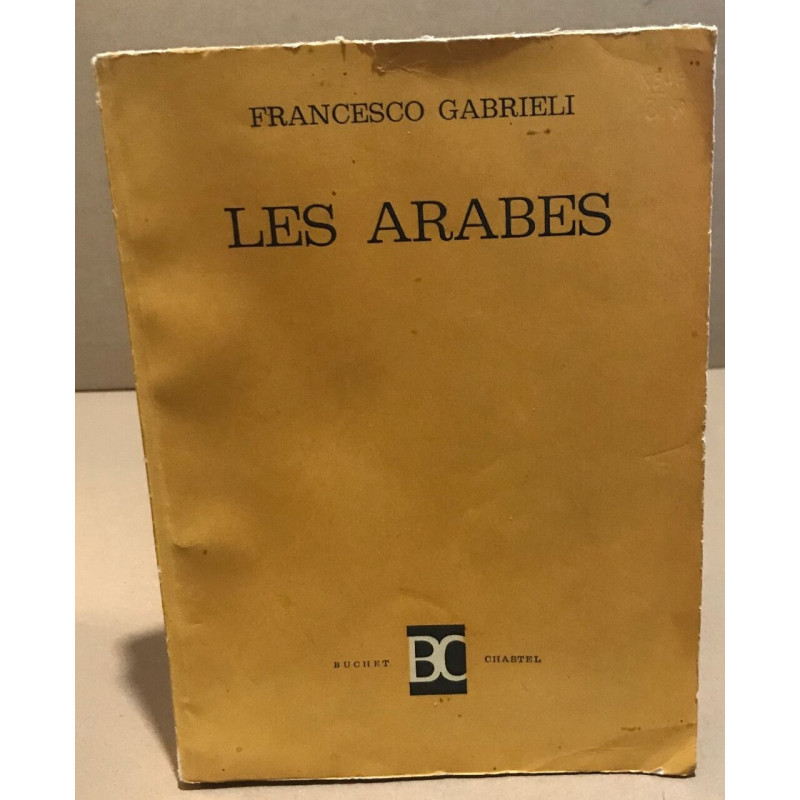 FRANCESCO GABRIELI
LES ARABES
BUCHET BC CHASTEL